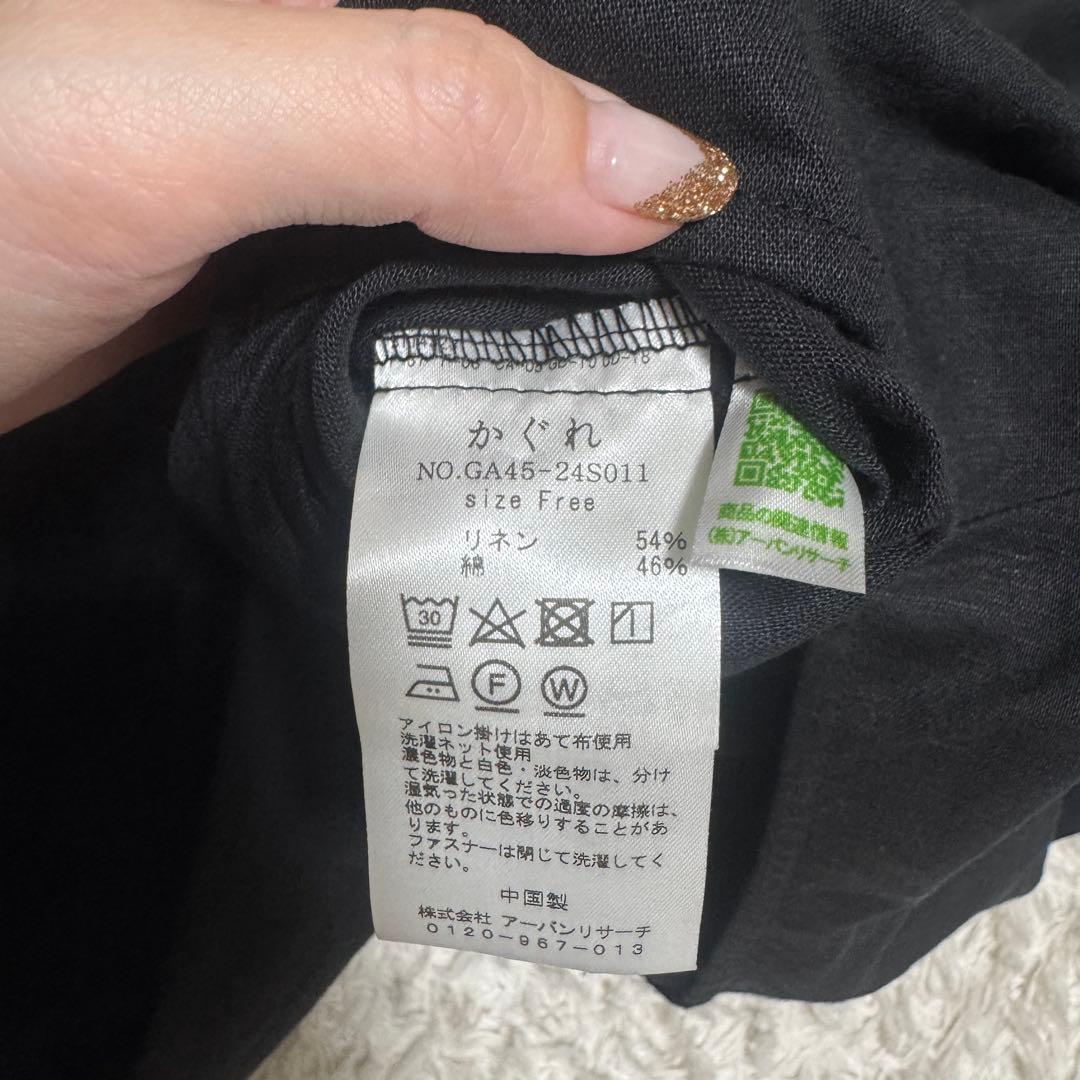 かぐれ
NO.GA45-24S011
size Free
リネン 54%
綿 46%
30
F
W
アイロン掛けはあて布使用
洗濯ネット使用
濃色物と白色・淡色物は、分け
て洗濯してください。
湿気った状態での過度の摩擦は、
他のものに色移りすることがあ
ります。
ファスナーは閉じて洗濯してく
ださい。
中国製
株式会社 アーバンリサーチ
0120-967-013
商品の関連情報
(株)アーバンリサーチ